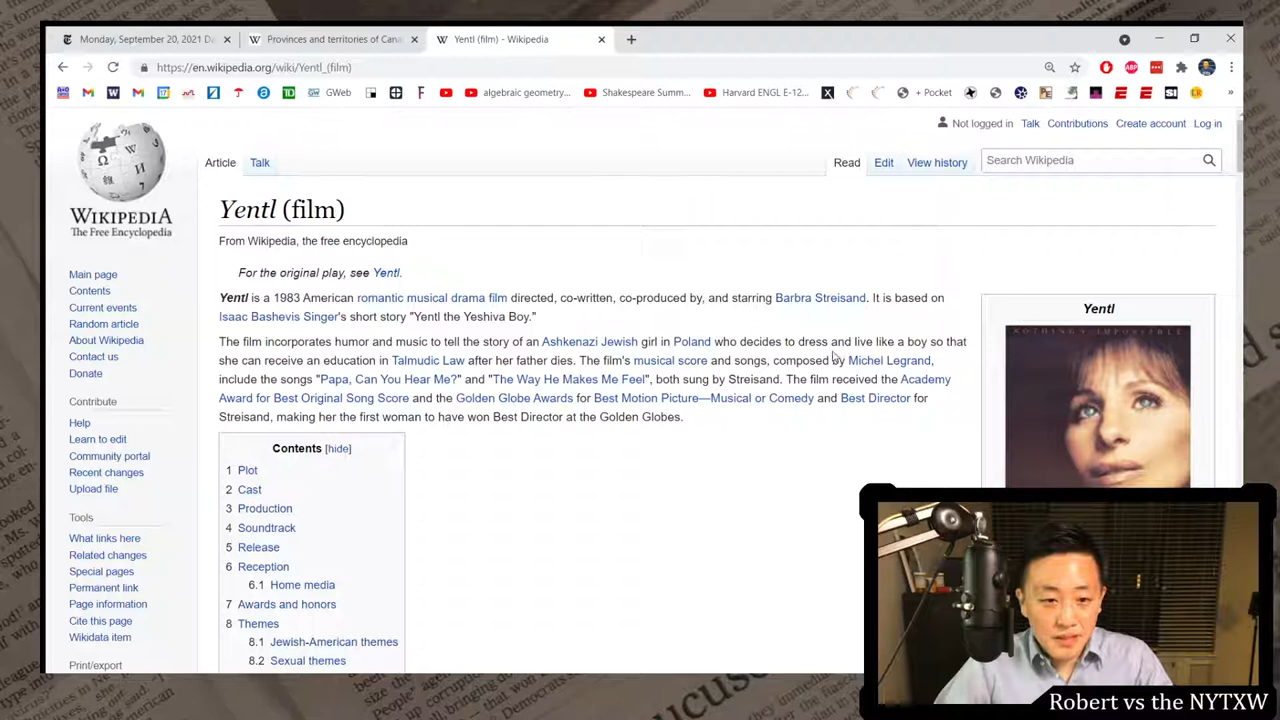 Monday, September 20, 2021 Da
Provinces and territories of Cana
Yentl (film) - Wikipedia
https://en.wikipedia.org/wiki/Yentl_(film)
GWeb
algebraic geometry...
Shakespeare Summ...
Harvard ENGL E-12...
+ Pocket
Not logged in Talk Contributions Create account Log in
WIKIPEDIA
The Free Encyclopedia
Article Talk
Read Edit View history
Search Wikipedia
Main page
Contents
Current events
Random article
About Wikipedia
Contact us
Donate
Contribute
Help
Learn to edit
Community portal
Recent changes
Upload file
Tools
What links here
Related changes
Special pages
Permanent link
Page information
Cite this page
Wikidata item
Print/export
Yentl (film)
From Wikipedia, the free encyclopedia
For the original play, see Yentl.
Yentl is a 1983 American romantic musical drama film directed, co-written, co-produced by, and starring Barbra Streisand. It is based on
Isaac Bashevis Singer's short story "Yentl the Yeshiva Boy."
The film incorporates humor and music to tell the story of an Ashkenazi Jewish girl in Poland who decides to dress and live like a boy so that
she can receive an education in Talmudic Law after her father dies. The film's musical score and songs, composed by Michel Legrand,
include the songs "Papa, Can You Hear Me?" and "The Way He Makes Me Feel", both sung by Streisand. The film received the Academy
Award for Best Original Song Score and the Golden Globe Awards for Best Motion Picture—Musical or Comedy and Best Director for
Streisand, making her the first woman to have won Best Director at the Golden Globes.
Contents [hide]
1 Plot
2 Cast
3 Production
4 Soundtrack
5 Release
6 Reception
6.1 Home media
7 Awards and honors
8 Themes
8.1 Jewish-American themes
8.2 Sexual themes
Yentl
NOTHING'S IMPOSSIBLE
Robert vs the NYTXW